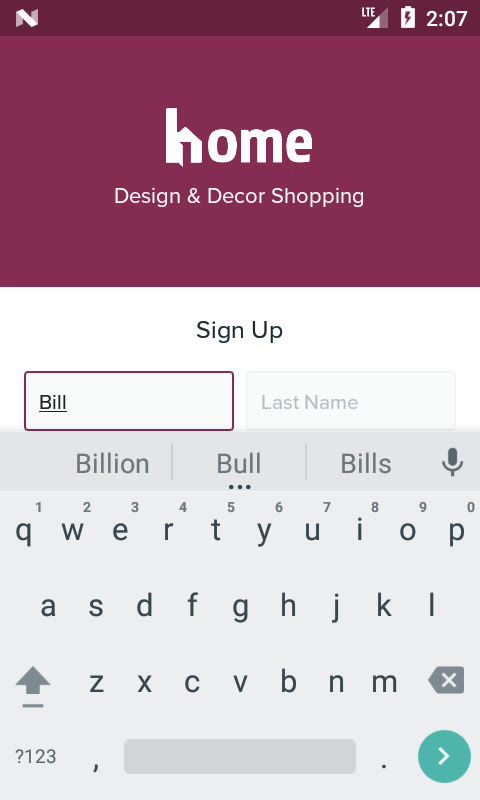 LTE 2:07
home
Design & Decor Shopping
Sign Up
Bill Last Name
Billion Bull Bills
1 2 3 4 5 6 7 8 9 0
q w e r t y u i o p
a s d f g h j k l
z x c v b n m
?123 , .